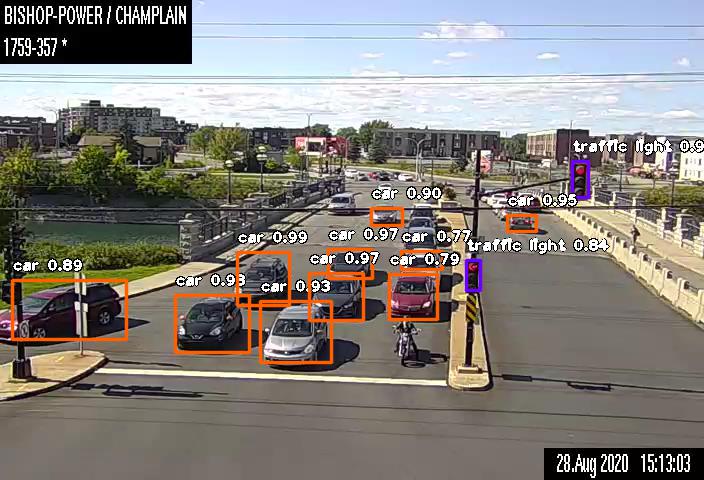 BISHOP-POWER / CHAMPLAIN
1759-357 *
traffic light 0.9
car 0.90
car 0.95
car 0.99
car 0.97
car 0.77
traffic light 0.84
car 0.89
car 0.97
car 0.79
car 0.93
28.Aug 2020 15:13:03